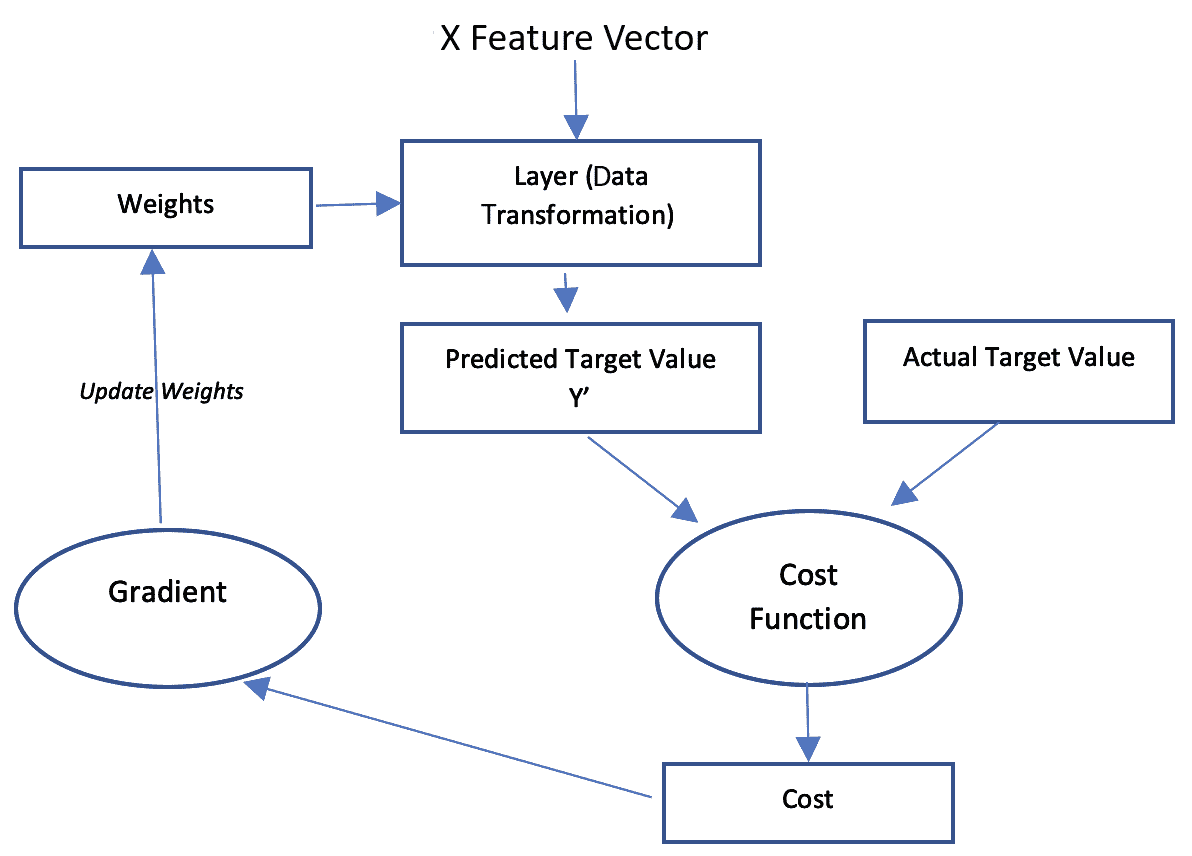 X Feature Vector
Weights
Layer (Data
Transformation)
Predicted Target Value
Y’
Actual Target Value
Update Weights
Gradient
Cost
Function
Cost